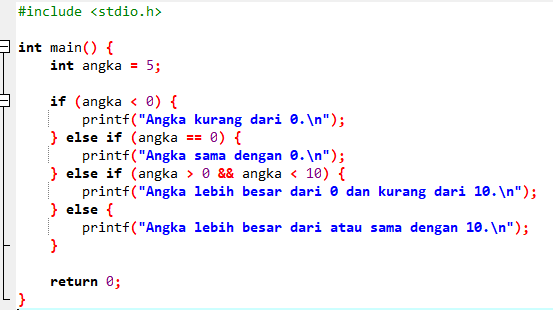 #include <stdio.h>
int main() {
int angka = 5;
if (angka < 0) {
printf("Angka kurang dari 0.\n");
} else if (angka == 0) {
printf("Angka sama dengan 0.\n");
} else if (angka > 0 && angka < 10) {
printf("Angka lebih besar dari 0 dan kurang dari 10.\n");
} else {
printf("Angka lebih besar dari atau sama dengan 10.\n");
}
return 0;
}